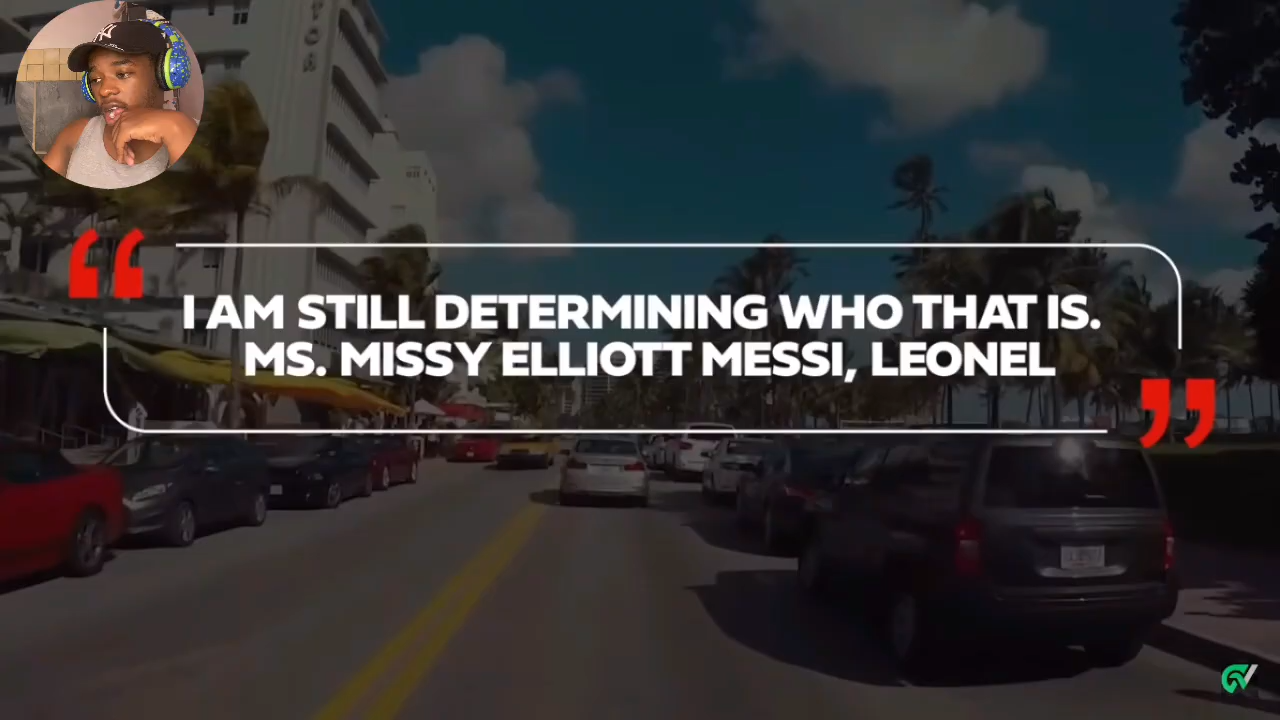 I AM STILL DETERMINING WHO THAT IS.
MS. MISSY ELLIOTT MESSI, LEONEL